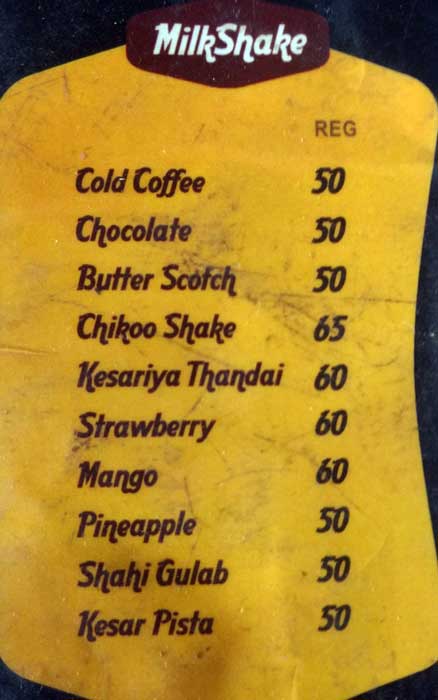 MilkShake
REG
Cold Coffee 50
Chocolate 50
Butter Scotch 50
Chikoo Shake 65
Kesariya Thandai 60
Strawberry 60
Mango 60
Pineapple 50
Shahi Gulab 50
Kesar Pista 50